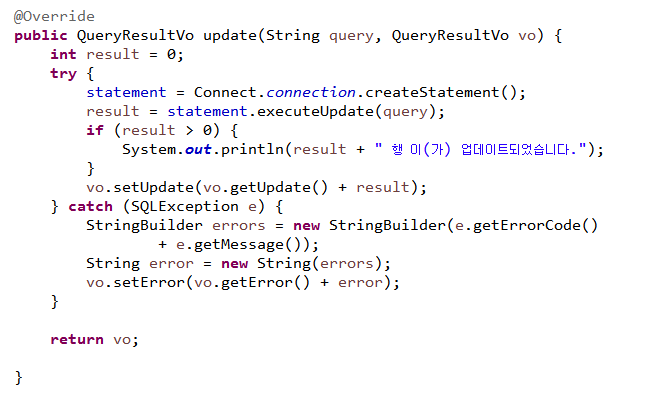 @Override
public QueryResultVo update(String query, QueryResultVo vo) {
    int result = 0;
    try {
        statement = Connect.connection.createStatement();
        result = statement.executeUpdate(query);
        if (result > 0) {
            System.out.println(result + " 행 이(가) 업데이트되었습니다.");
        }
        vo.setUpdate(vo.getUpdate() + result);
    } catch (SQLException e) {
        StringBuilder errors = new StringBuilder(e.getErrorCode()
                + e.getMessage());
        String error = new String(errors);
        vo.setError(vo.getError() + error);
    }
    return vo;
}